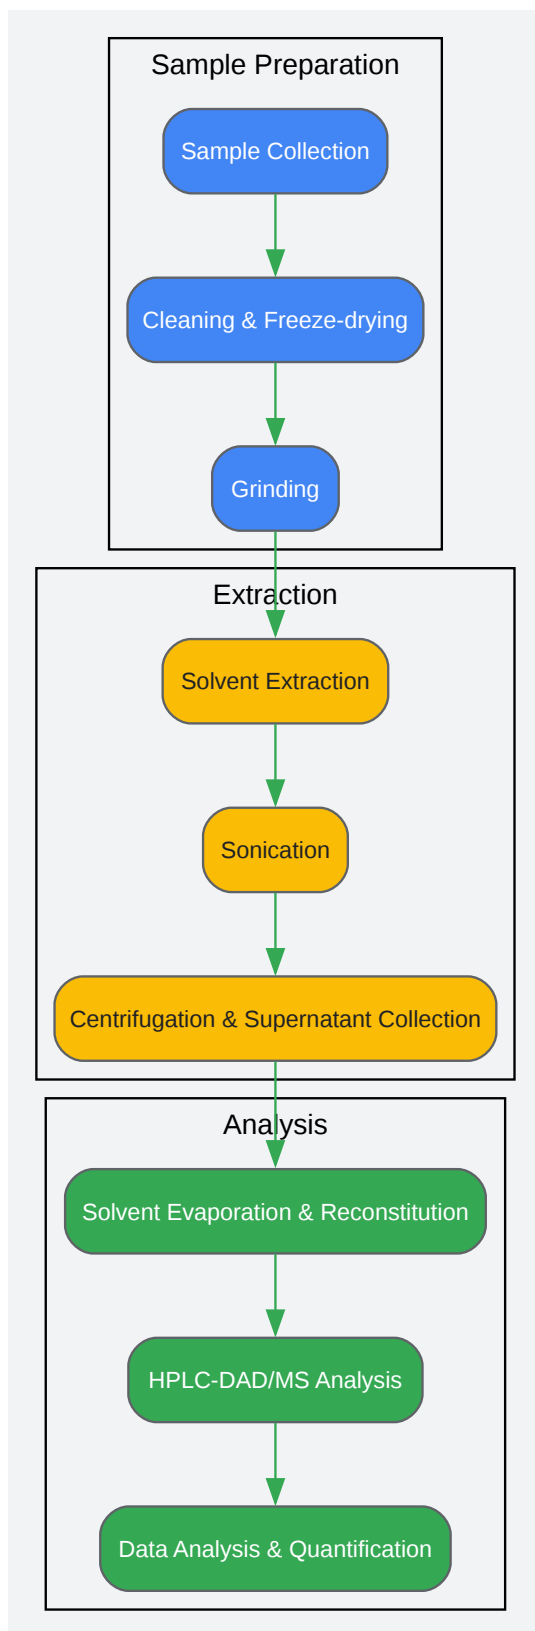 Sample Preparation
Sample Collection
Cleaning & Freeze-drying
Grinding
Extraction
Solvent Extraction
Sonication
Centrifugation & Supernatant Collection
Analysis
Solvent Evaporation & Reconstitution
HPLC-DAD/MS Analysis
Data Analysis & Quantification